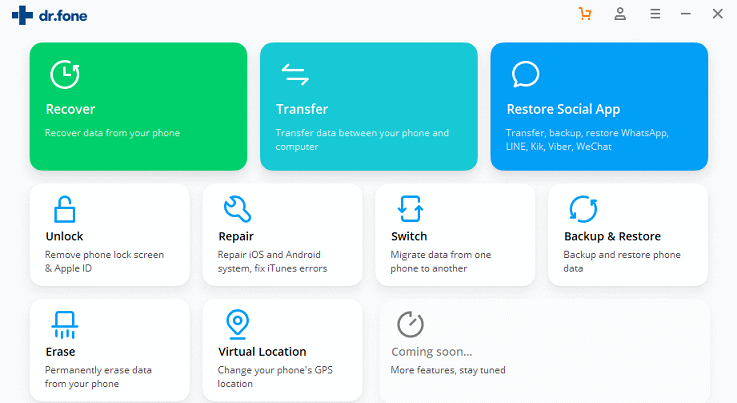 dr.fone
Recover
Recover data from your phone
Transfer
Transfer data between your phone and
computer
Restore Social App
Transfer, backup, restore WhatsApp,
LINE, Kik, Viber, WeChat
Unlock
Remove phone lock screen
& Apple ID
Repair
Repair iOS and Android
system, fix iTunes errors
Switch
Migrate data from one
phone to another
Backup & Restore
Backup and restore phone
data
Erase
Permanently erase data
from your phone
Virtual Location
Change your phone's GPS
location
Coming soon...
More features, stay tuned